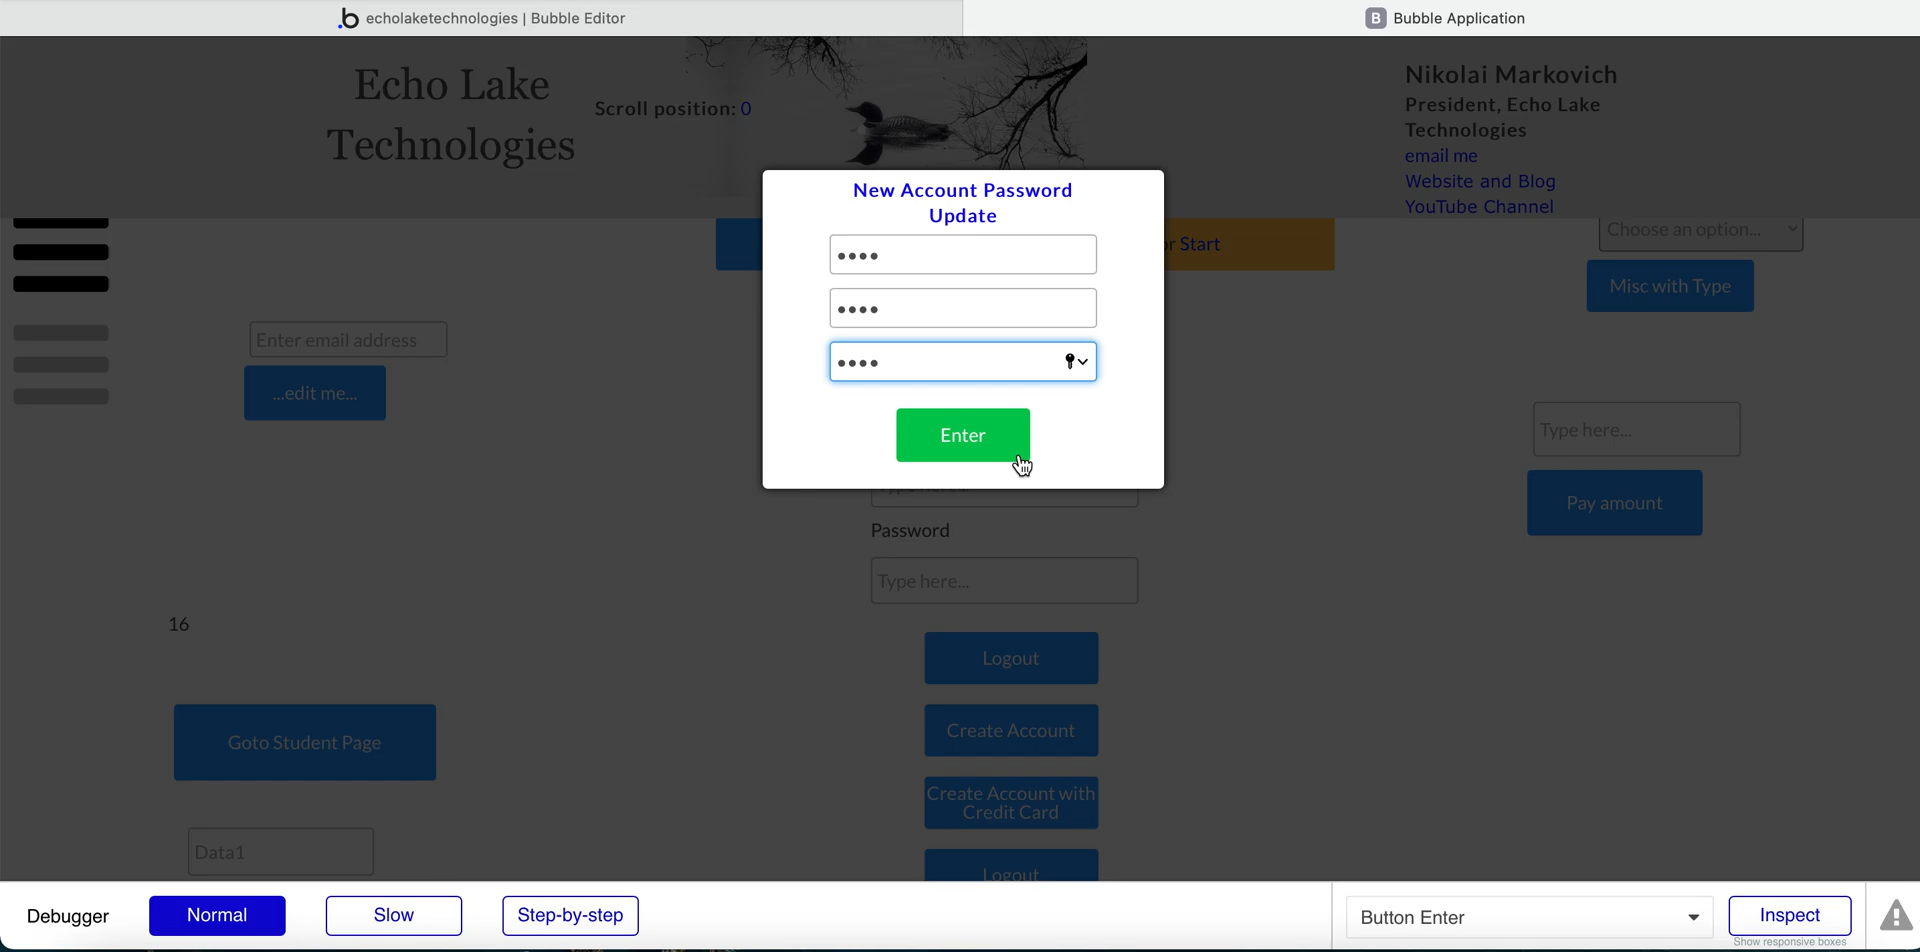 echolaketechnologies | Bubble Editor
B Bubble Application
Echo Lake
Technologies
Scroll position: 0
Nikolai Markovich
President, Echo Lake
Technologies
email me
Website and Blog
YouTube Channel
New Account Password
Update
••••
••••
••••
Enter
r Start
Choose an option...
Misc with Type
Enter email address
...edit me...
Type here...
Pay amount
Password
Type here...
16
Logout
Goto Student Page
Create Account
Create Account with
Credit Card
Data1
Logout
Debugger
Normal
Slow
Step-by-step
Button Enter
Inspect
Show responsive boxes